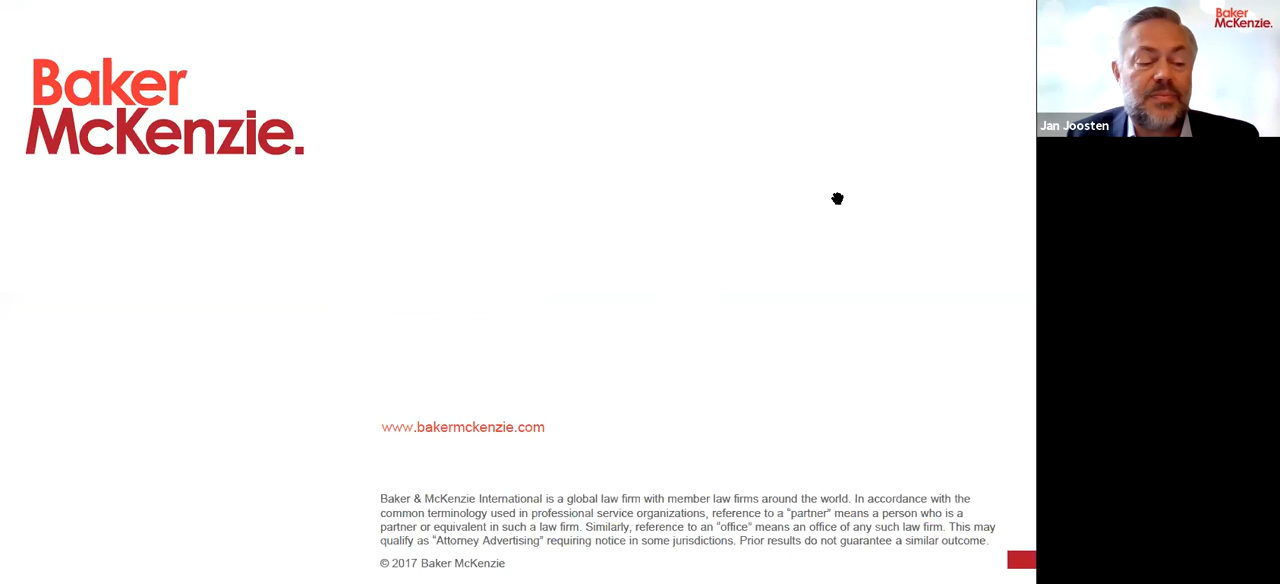 Baker
McKenzie.
www.bakermckenzie.com
Baker & McKenzie International is a global law firm with member law firms around the world. In accordance with the
common terminology used in professional service organizations, reference to a “partner” means a person who is a
partner or equivalent in such a law firm. Similarly, reference to an “office” means an office of any such law firm. This may
qualify as “Attorney Advertising” requiring notice in some jurisdictions. Prior results do not guarantee a similar outcome.
© 2017 Baker McKenzie
Baker
McKenzie.
Jan Joosten